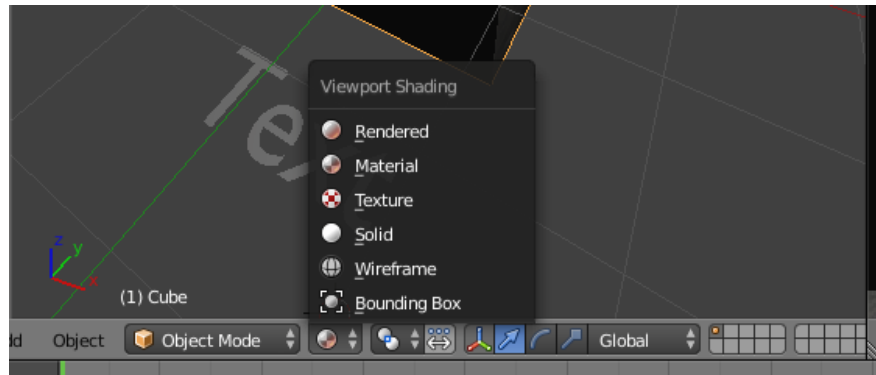 Viewport Shading
Rendered
Material
Texture
Solid
Wireframe
Bounding Box
z
y
x
(1) Cube
Object
Object Mode
Global